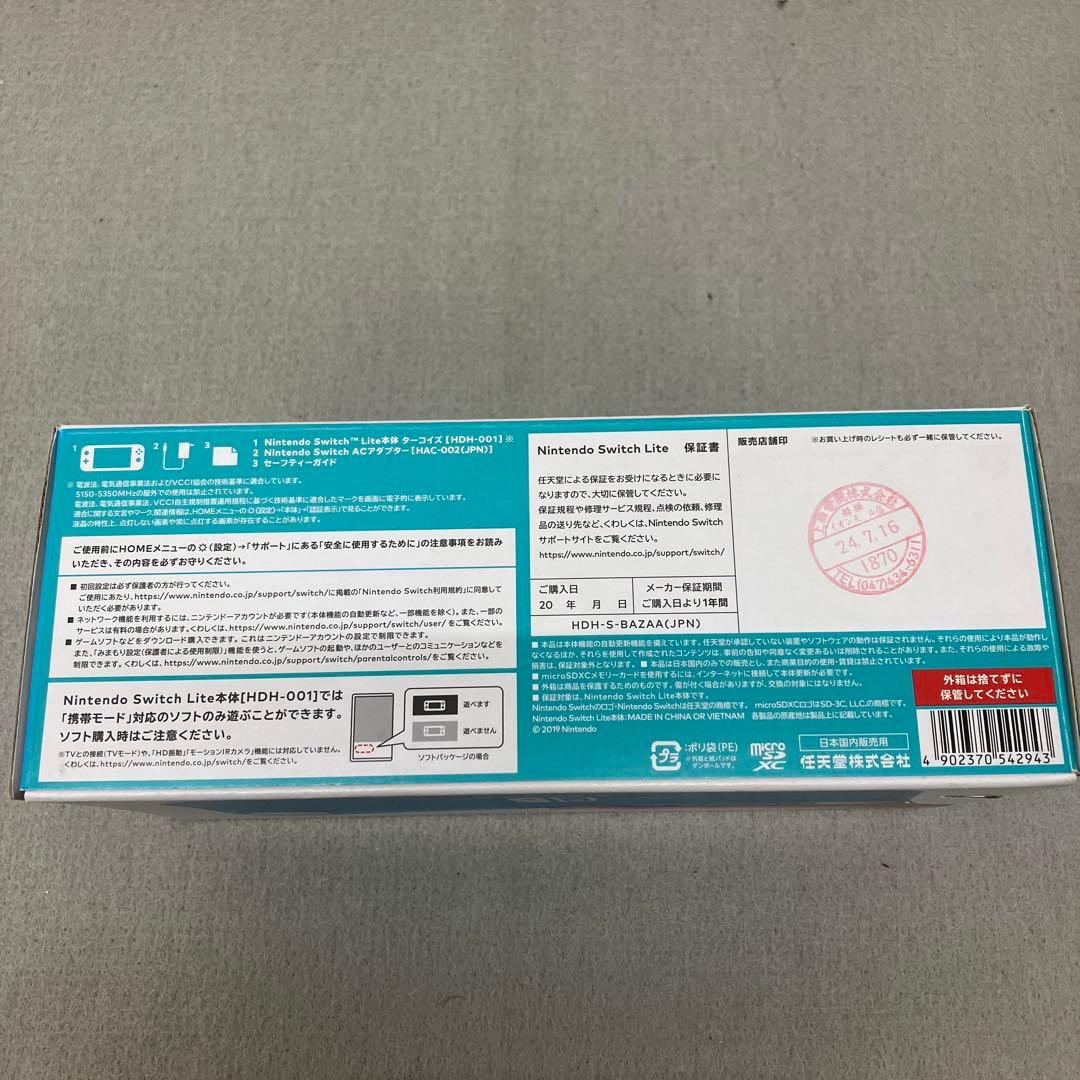 1 2 3
1 Nintendo Switch™ Lite本体 ターコイズ [HDH-001] ※
2 Nintendo Switch ACアダプター [HAC-002(JPN)]
3 セーフティーガイド
※ 電波法、電気通信事業法およびVCCI協会の技術基準に適合しています。
5150-5350MHzの屋外での使用は禁止されています。
電波法、電気通信事業法、VCCI自主規制措置運用規程に基づく技術基準に適合したマークを画面に電子的に表示しています。
適合に関する文言やマーク、関連情報は、HOMEメニューの(設定)→「本体」→「認証表示」で見ることができます。
液晶の特性上、点灯しない画素や常に点灯する画素が存在することがあります。
ご使用前にHOMEメニューの(設定)→「サポート」にある「安全に使用するために」の注意事項をお読み
いただき、その内容を必ずお守りください。
■ 初回設定は必ず保護者の方が行ってください。
ご使用にあたり、https://www.nintendo.co.jp/support/switch/に掲載の「Nintendo Switch利用規約」に同意して
いただく必要があります。
■ ネットワーク機能を利用するには、ニンテンドーアカウントが必要です(本体機能の自動更新など、一部機能を除く)。また、一部の
サービスは有料の場合があります。くわしくは、https://www.nintendo.co.jp/support/switch/user/ をご覧ください。
■ ゲームソフトなどをダウンロード購入できます。これはニンテンドーアカウントの設定で制限できます。
また、「みまもり設定(保護者による使用制限)」機能を使うと、ゲームソフトの起動や、ほかのユーザーとのコミュニケーションなどを
制限できます。くわしくは、https://www.nintendo.co.jp/support/switch/parentalcontrols/をご覧ください。
Nintendo Switch Lite本体[HDH-001]では
「携帯モード」対応のソフトのみ遊ぶことができます。
ソフト購入時はご注意ください。
※TVとの接続(TVモード)や、「HD振動」「モーションIRカメラ」機能には対応していません。
くわしくは、https://www.nintendo.co.jp/switch/をご覧ください。
遊べます
遊べません
ソフトパッケージの場合
Nintendo Switch Lite 保証書
任天堂による保証をお受けになるときに必要に
なりますので、大切に保管してください。
保証規程や修理サービス規程、点検の依頼、修理
品の送り先など、くわしくは、Nintendo Switch
サポートサイトをご覧ください。
https://www.nintendo.co.jp/support/switch/
ご購入日
20 年 月 日
メーカー保証期間
ご購入日より1年間
HDH-S-BAZAA(JPN)
販売店舗印
※お買い上げ時のレシートも必ず一緒に保管してください。
上新電機株式会社
船橋
イオンモール店
'24.7.16
1870
TEL(047)434-6311
■ 本品は本体機能の自動更新機能を備えています。任天堂が承認していない装置やソフトウェアの動作は保証されません。それらの使用により本品が動作し
なくなるほか、それらを使用して作成されたコンテンツは、事前の告知や同意なく変更あるいは削除されることがあります。また、それらの使用による故障や
損害は、保証対象外となります。 ■ 本品は日本国内のみでの販売とし、また商業目的の使用・賃貸は禁止されています。
■ microSDXCメモリーカードを使用するには、インターネットに接続して本体更新が必要です。
■ 外箱は商品を保護するためのものです。傷が付く場合がありますが、交換の対象にはなりません。
■ 保証対象は、Nintendo Switch Lite本体です。
Nintendo Switchのロゴ・Nintendo Switchは任天堂の商標です。 microSDXCロゴはSD-3C, LLC.の商標です。
Nintendo Switch Lite本体:MADE IN CHINA OR VIETNAM 各製品の原産地は製品上に記載しています。
© 2019 Nintendo
外箱は捨てずに
保管してください
プラ
:ポリ袋(PE)
※外箱と紙パッドは
ダンボールです。
micro
SD
XC
日本国内販売用
任天堂株式会社
4 902370 542943